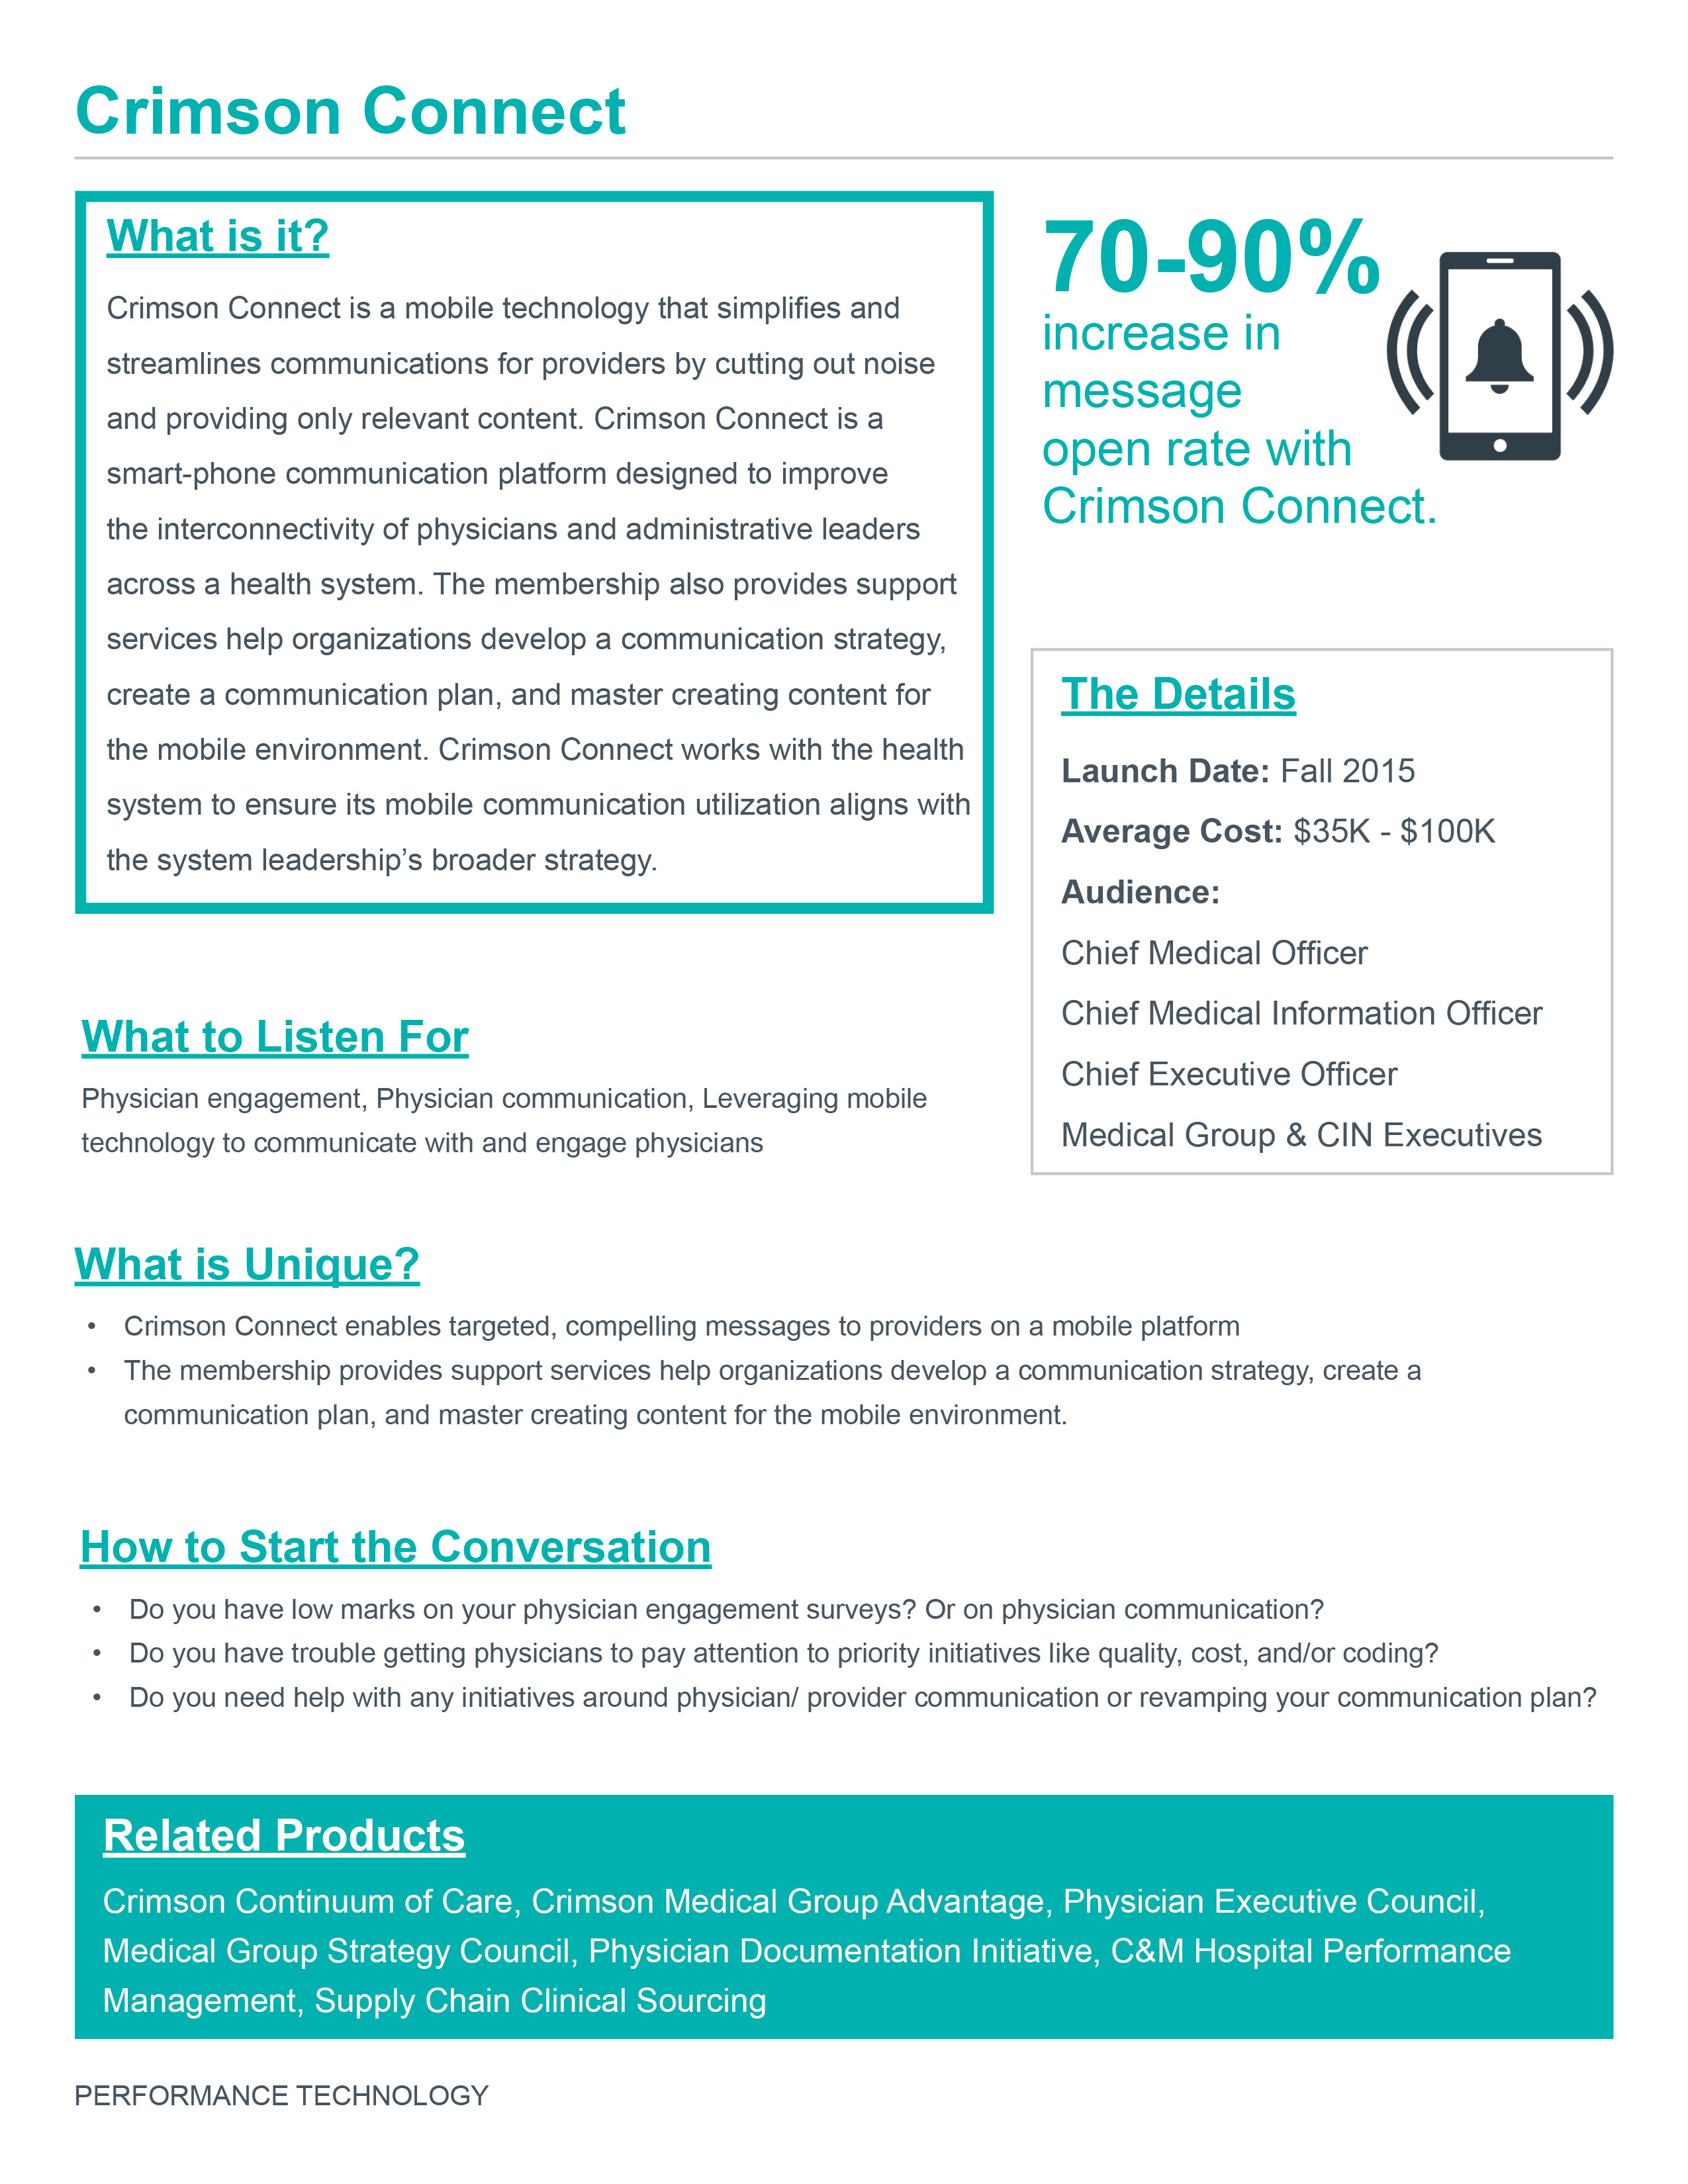 Crimson Connect
What is it?
Crimson Connect is a mobile technology that simplifies and
streamlines communications for providers by cutting out noise
and providing only relevant content. Crimson Connect is a
smart-phone communication platform designed to improve
the interconnectivity of physicians and administrative leaders
across a health system. The membership also provides support
services help organizations develop a communication strategy,
create a communication plan, and master creating content for
the mobile environment. Crimson Connect works with the health
system to ensure its mobile communication utilization aligns with
the system leadership’s broader strategy.
70-90%
increase in
message
open rate with
Crimson Connect.
The Details
Launch Date: Fall 2015
Average Cost: $35K - $100K
Audience:
Chief Medical Officer
Chief Medical Information Officer
Chief Executive Officer
Medical Group & CIN Executives
What to Listen For
Physician engagement, Physician communication, Leveraging mobile
technology to communicate with and engage physicians
What is Unique?
• Crimson Connect enables targeted, compelling messages to providers on a mobile platform
• The membership provides support services help organizations develop a communication strategy, create a
communication plan, and master creating content for the mobile environment.
How to Start the Conversation
• Do you have low marks on your physician engagement surveys? Or on physician communication?
• Do you have trouble getting physicians to pay attention to priority initiatives like quality, cost, and/or coding?
• Do you need help with any initiatives around physician/ provider communication or revamping your communication plan?
Related Products
Crimson Continuum of Care, Crimson Medical Group Advantage, Physician Executive Council,
Medical Group Strategy Council, Physician Documentation Initiative, C&M Hospital Performance
Management, Supply Chain Clinical Sourcing
PERFORMANCE TECHNOLOGY